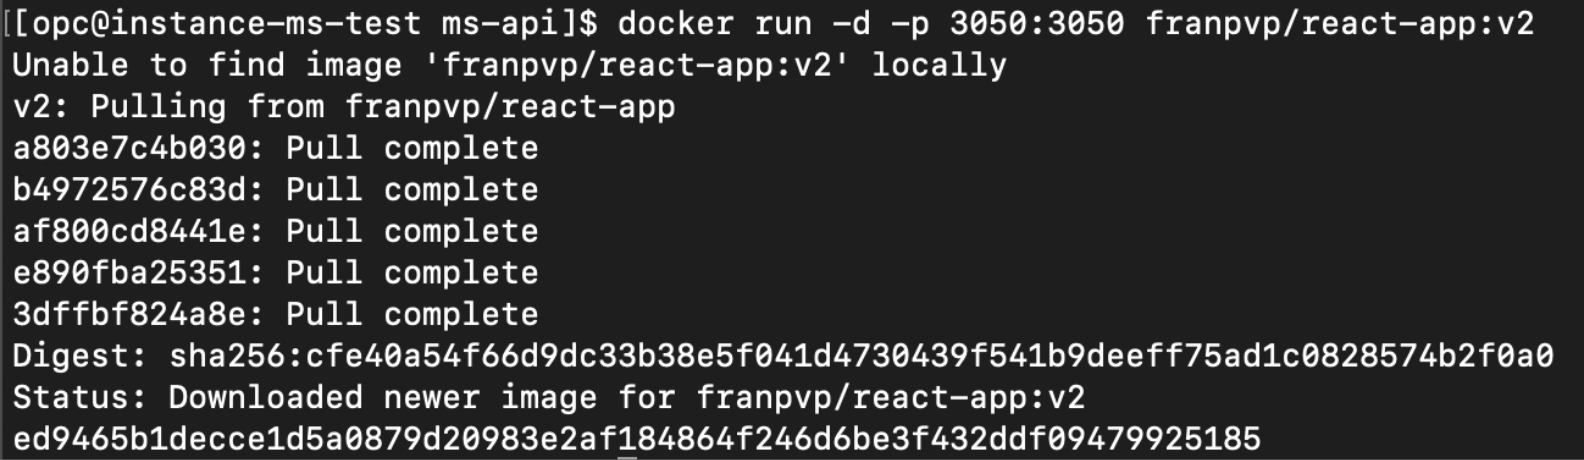 [[opc@instance-ms-test ms-api]$ docker run -d -p 3050:3050 franpvp/react-app:v2
Unable to find image 'franpvp/react-app:v2' locally
v2: Pulling from franpvp/react-app
a803e7c4b030: Pull complete
b4972576c83d: Pull complete
af800cd8441e: Pull complete
e890fba25351: Pull complete
3dffbf824a8e: Pull complete
Digest: sha256:cfe40a54f66d9dc33b38e5f041d4730439f541b9deeff75ad1c0828574b2f0a0
Status: Downloaded newer image for franpvp/react-app:v2
ed9465b1decce1d5a0879d20983e2af184864f246d6be3f432ddf09479925185